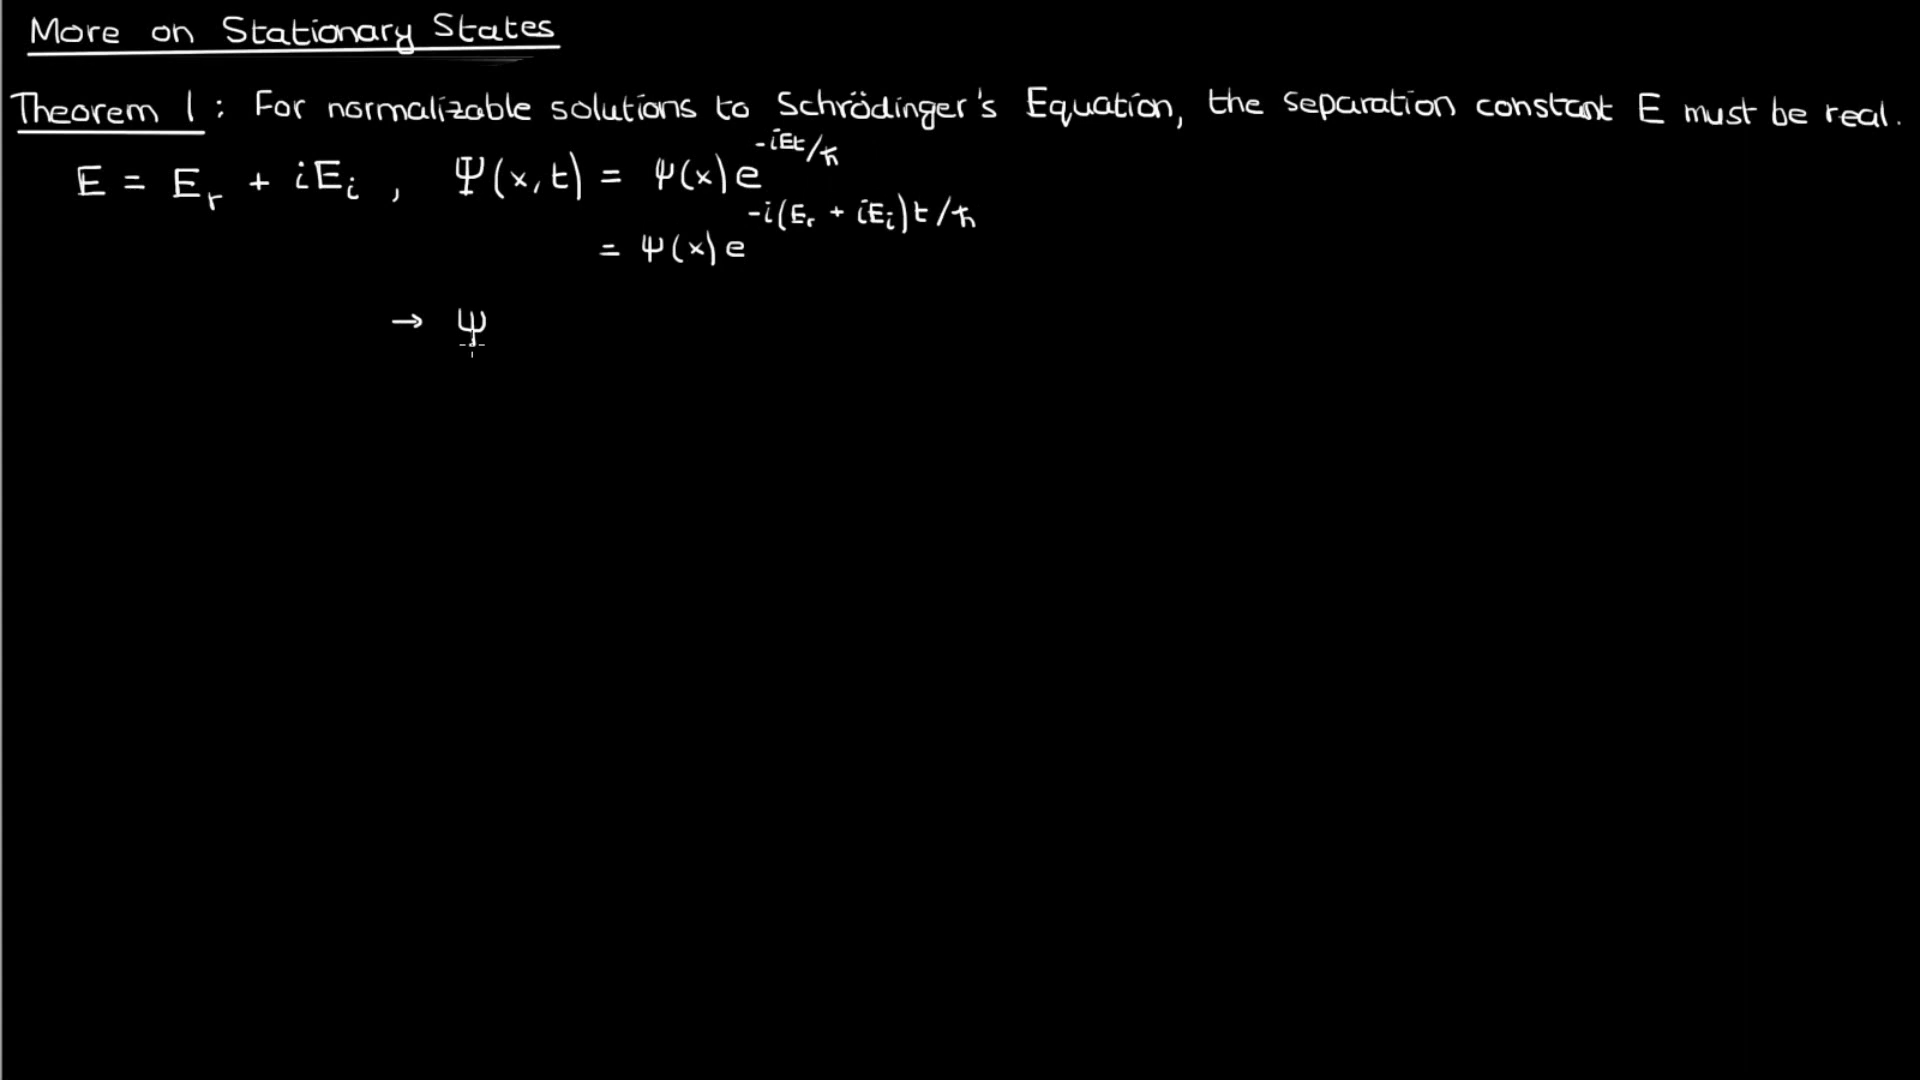 More on Stationary States
Theorem 1 : For normalizable solutions to Schrödinger's Equation, the separation constant E must be real.
E = E_r + iE_i , Ψ(x,t) = ψ(x)e^{-iEt/ħ}
= ψ(x)e^{-i(E_r + iE_i)t/ħ}
→ Ψ